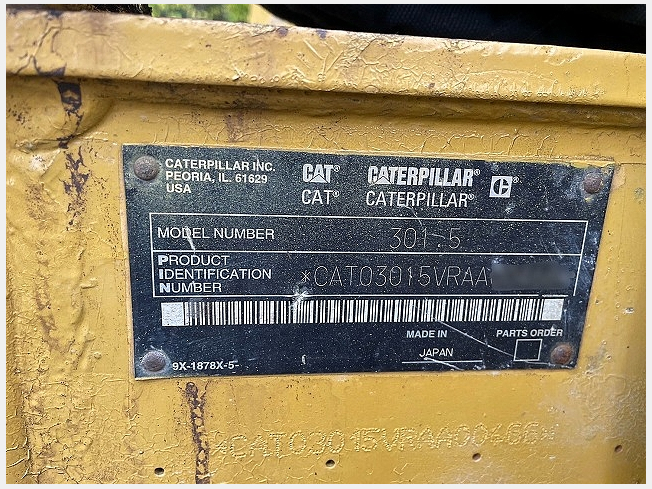 CATERPILLAR INC.
PEORIA, IL. 61629
USA
CAT® CATERPILLAR® C®
CAT® CATERPILLAR®
MODEL NUMBER 301.5
PRODUCT
IDENTIFICATION
NUMBER *CAT03015VRAA
MADE IN PARTS ORDER
JAPAN
9X-1878X-5
*CAT03015VRAA00666*